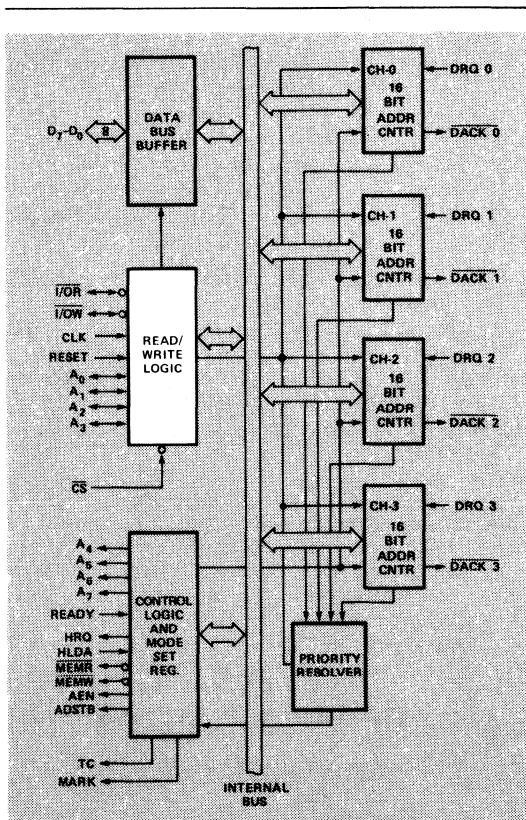 DATA
BUS
BUFFER
D₇-D₀
8
READ/
WRITE
LOGIC
I/OR
I/OW
CLK
RESET
A₀
A₁
A₂
A₃
CS
CONTROL
LOGIC
AND
MODE
SET
REG.
A₄
A₅
A₆
A₇
READY
HRQ
HLDA
MEMR
MEMW
AEN
ADSTB
TC
MARK
INTERNAL
BUS
CH-0
16
BIT
ADDR
CNTR
DRQ 0
DACK 0
CH-1
16
BIT
ADDR
CNTR
DRQ 1
DACK 1
CH-2
16
BIT
ADDR
CNTR
DRQ 2
DACK 2
CH-3
16
BIT
ADDR
CNTR
DRQ 3
DACK 3
PRIORITY
RESOLVER